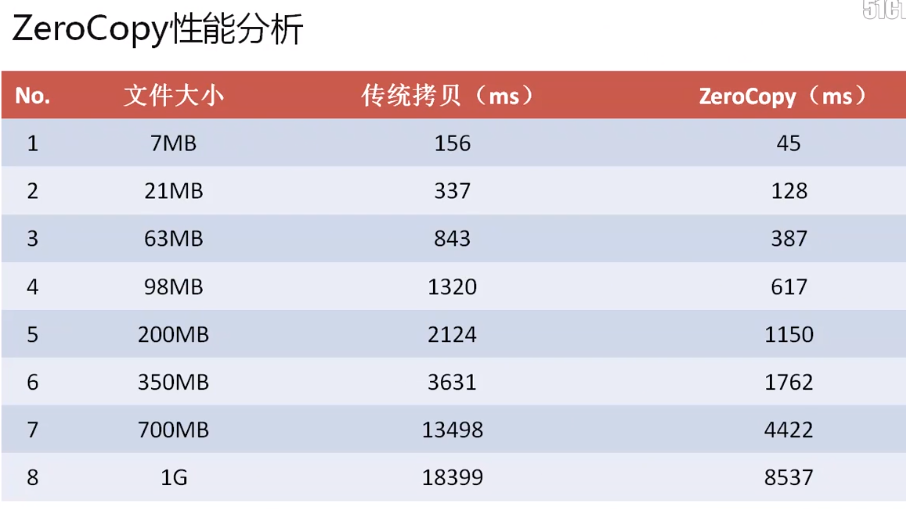 ZeroCopy性能分析
No. 文件大小 传统拷贝（ms） ZeroCopy（ms）
1 7MB 156 45
2 21MB 337 128
3 63MB 843 387
4 98MB 1320 617
5 200MB 2124 1150
6 350MB 3631 1762
7 700MB 13498 4422
8 1G 18399 8537